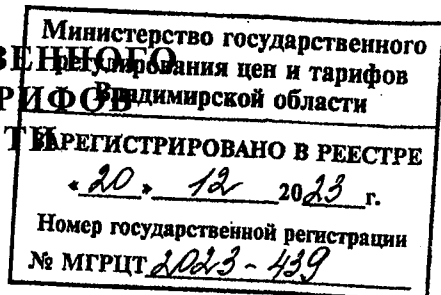 Министерство государственного
регулирования цен и тарифов
Владимирской области
ЗАРЕГИСТРИРОВАНО В РЕЕСТРЕ
«20» 12 2023 г.
Номер государственной регистрации
№ МГРЦТ 2023-439